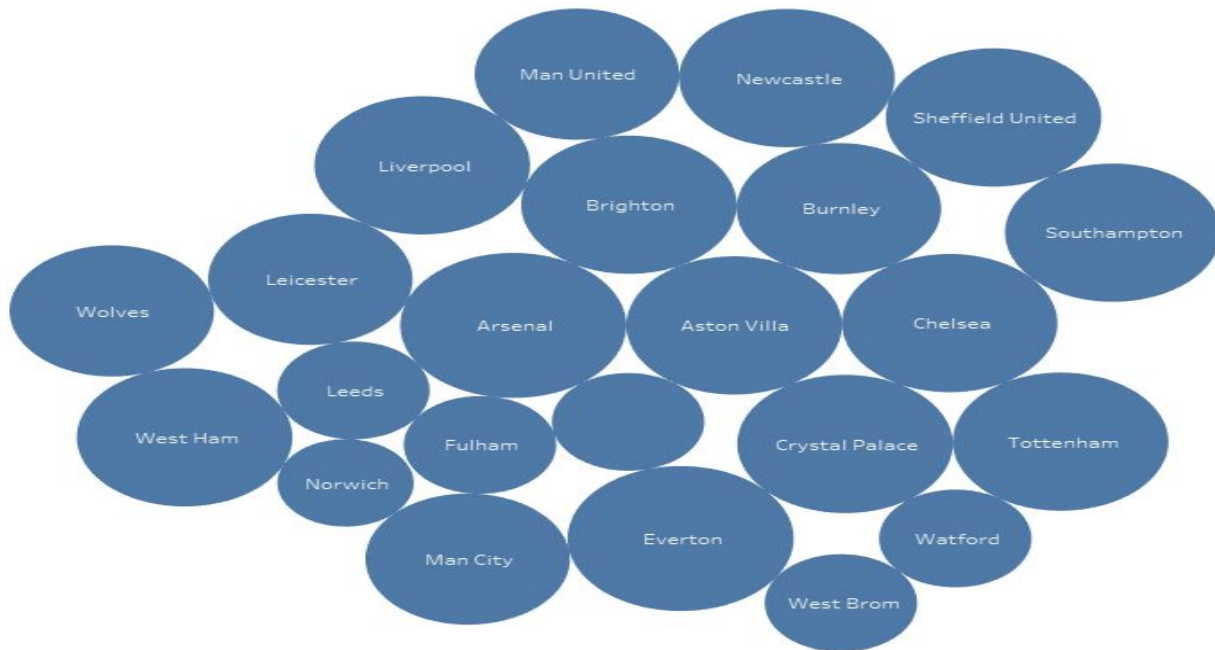 Man United
Newcastle
Sheffield United
Liverpool
Brighton
Burnley
Southampton
Leicester
Wolves
Arsenal
Aston Villa
Chelsea
Leeds
West Ham
Fulham
Crystal Palace
Tottenham
Norwich
Man City
Everton
Watford
West Brom